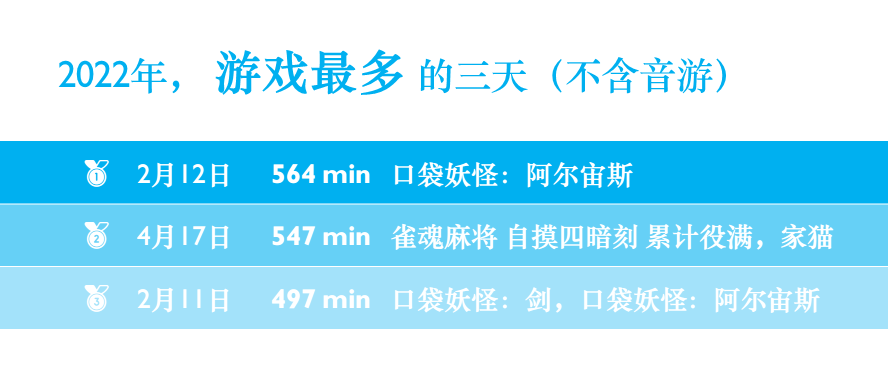 2022年，游戏最多 的三天（不含音游）
1 2月12日 564 min 口袋妖怪：阿尔宙斯
2 4月17日 547 min 雀魂麻将 自摸四暗刻 累计役满，家猫
3 2月11日 497 min 口袋妖怪：剑，口袋妖怪：阿尔宙斯